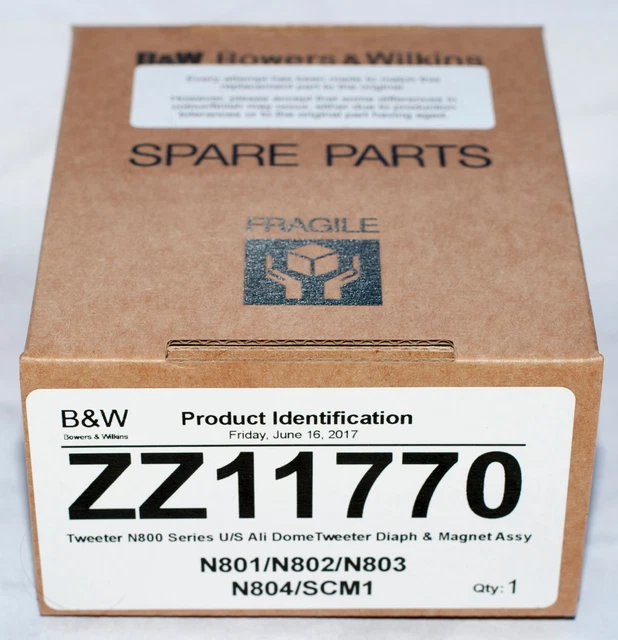 B&W Bowers & Wilkins
Every attempt has been made to match this
replacement part to the original.
However, please accept that some differences in
colour/finish may occur, either due to production
tolerances or to the original part having aged.
SPARE PARTS
FRAGILE
B&W
Bowers & Wilkins
Product Identification
Friday, June 16, 2017
ZZ11770
Tweeter N800 Series U/S Ali DomeTweeter Diaph & Magnet Assy
N801/N802/N803
N804/SCM1
Qty: 1